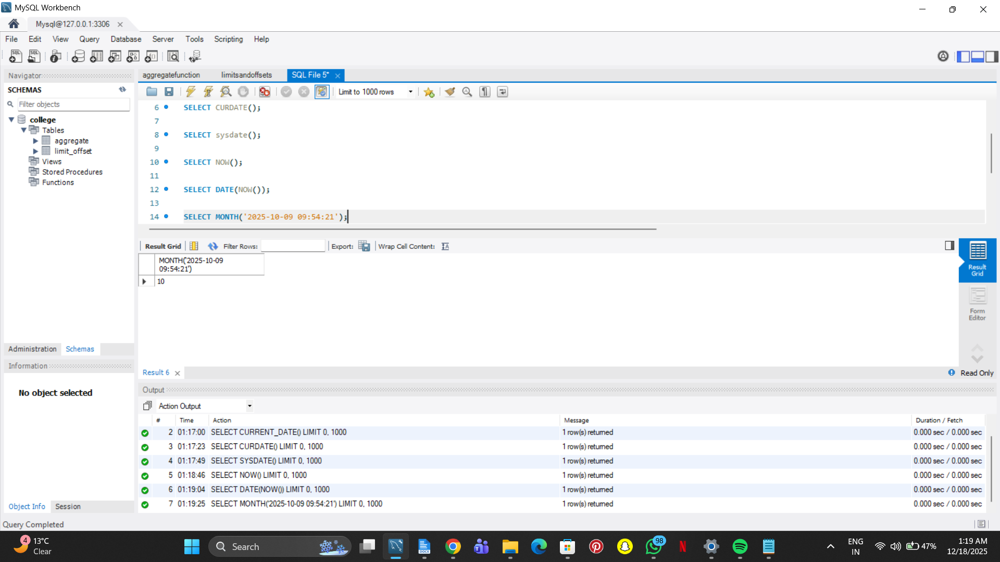 MySQL Workbench
Mysql@127.0.0.1:3306
File Edit View Query Database Server Tools Scripting Help
Navigator
SCHEMAS
Filter objects
college
Tables
aggregate
limit_offset
Views
Stored Procedures
Functions
Administration Schemas
Information
No object selected
Object Info Session
aggregatefunction limitsandoffsets SQL File 5*
Limit to 1000 rows
6 SELECT CURDATE();
7
8 SELECT sysdate();
9
10 SELECT NOW();
11
12 SELECT DATE(NOW());
13
14 SELECT MONTH('2025-10-09 09:54:21');
Result Grid Filter Rows: Export: Wrap Cell Content:
MONTH('2025-10-09
09:54:21')
10
Result
Grid
Form
Editor
Result 6 Read Only
Output
Action Output
# Time Action Message Duration / Fetch
2 01:17:00 SELECT CURRENT_DATE() LIMIT 0, 1000 1 row(s) returned 0.000 sec / 0.000 sec
3 01:17:23 SELECT CURDATE() LIMIT 0, 1000 1 row(s) returned 0.000 sec / 0.000 sec
4 01:17:49 SELECT SYSDATE() LIMIT 0, 1000 1 row(s) returned 0.000 sec / 0.000 sec
5 01:18:46 SELECT NOW() LIMIT 0, 1000 1 row(s) returned 0.000 sec / 0.000 sec
6 01:19:04 SELECT DATE(NOW()) LIMIT 0, 1000 1 row(s) returned 0.000 sec / 0.000 sec
7 01:19:25 SELECT MONTH('2025-10-09 09:54:21') LIMIT 0, 1000 1 row(s) returned 0.000 sec / 0.000 sec
Query Completed
4
13°C
Clear
Search
98
ENG
IN
47%
1:19 AM
12/18/2025